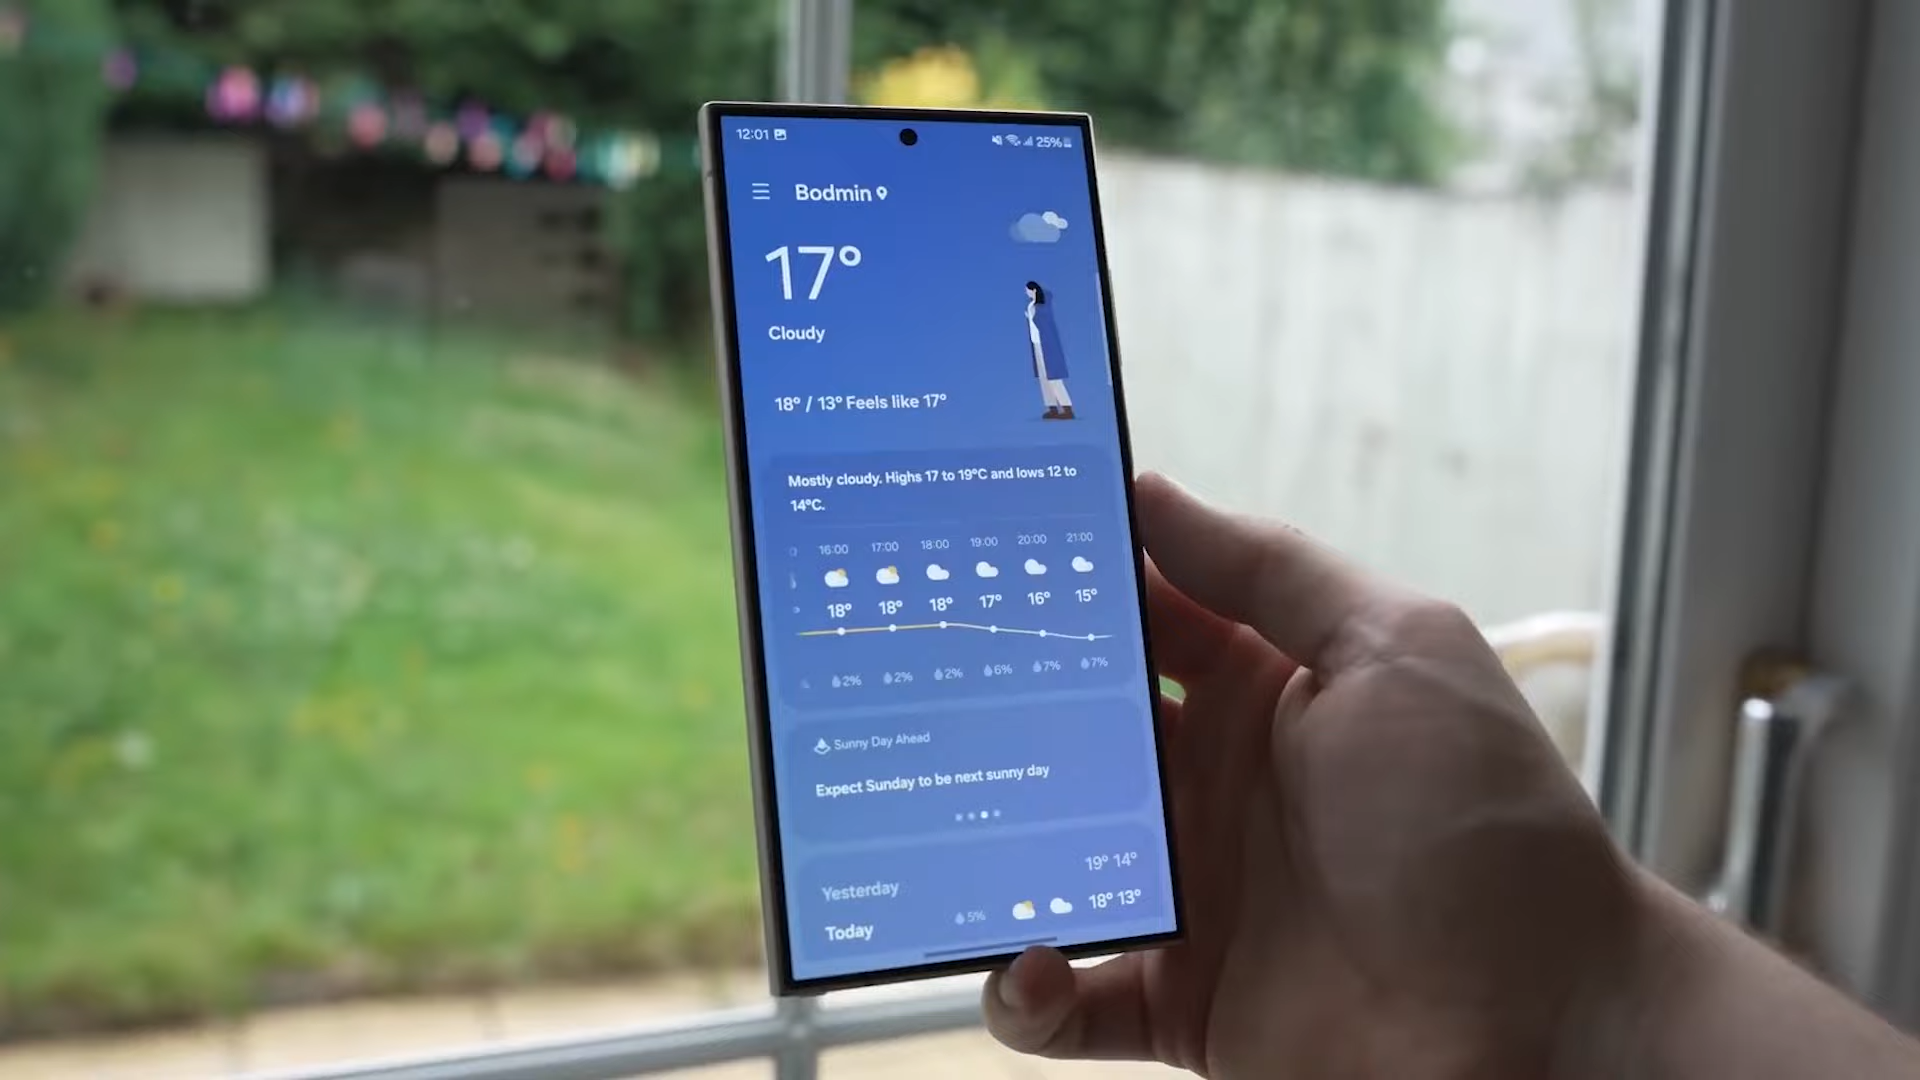 12:01 25%
Bodmin
17°
Cloudy
18° / 13° Feels like 17°
Mostly cloudy. Highs 17 to 19°C and lows 12 to
14°C.
16:00 17:00 18:00 19:00 20:00 21:00
18° 18° 18° 17° 16° 15°
2% 2% 2% 6% 7% 7%
Sunny Day Ahead
Expect Sunday to be next sunny day
Yesterday 19° 14°
Today 5% 18° 13°